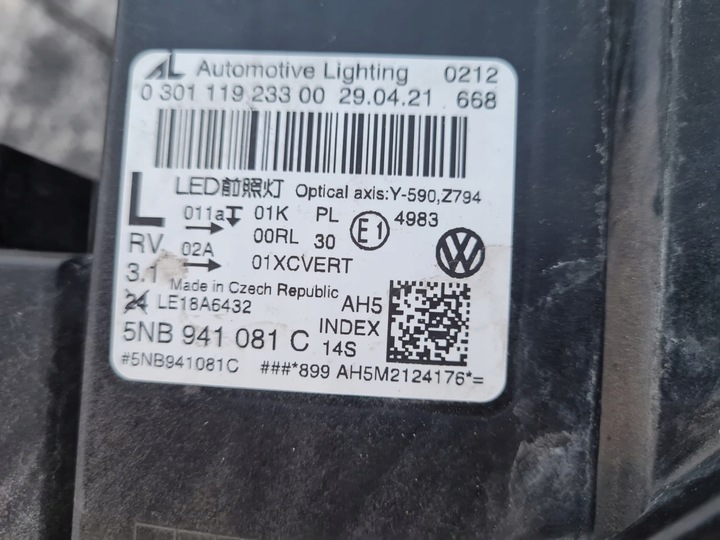 AL Automotive Lighting 0212
0 301 119 233 00 29.04.21 668
LED前照灯 Optical axis:Y-590,Z794
L 011a 01K PL E1 4983
00RL 30
RV 02A
01XCVERT
3.1 Made in Czech Republic
24 LE18A6432 AH5
5NB 941 081 C INDEX
14S
#5NB941081C ###*899 AH5M2124176*=